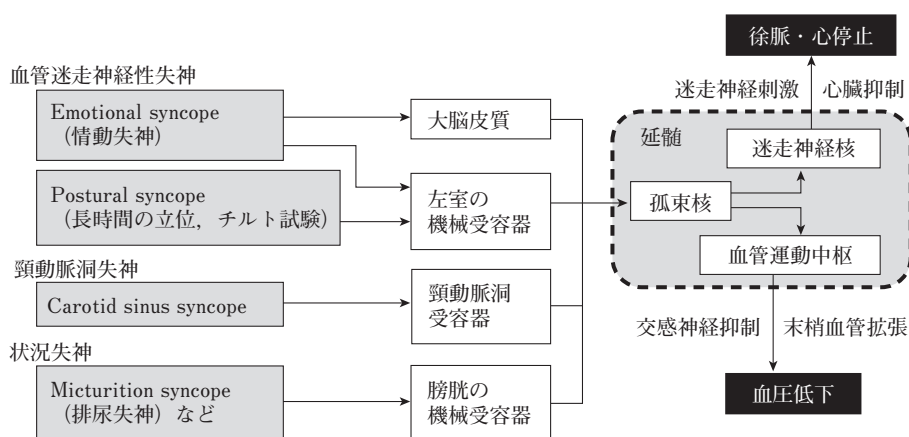 徐脈・心停止
血管迷走神経性失神
迷走神経刺激 心臓抑制
Emotional syncope
（情動失神）
大脳皮質
延髄
迷走神経核
Postural syncope
（長時間の立位，チルト試験）
左室の
機械受容器
孤束核
血管運動中枢
頸動脈洞失神
Carotid sinus syncope
頸動脈洞
受容器
交感神経抑制 末梢血管拡張
状況失神
Micturition syncope
（排尿失神）など
膀胱の
機械受容器
血圧低下